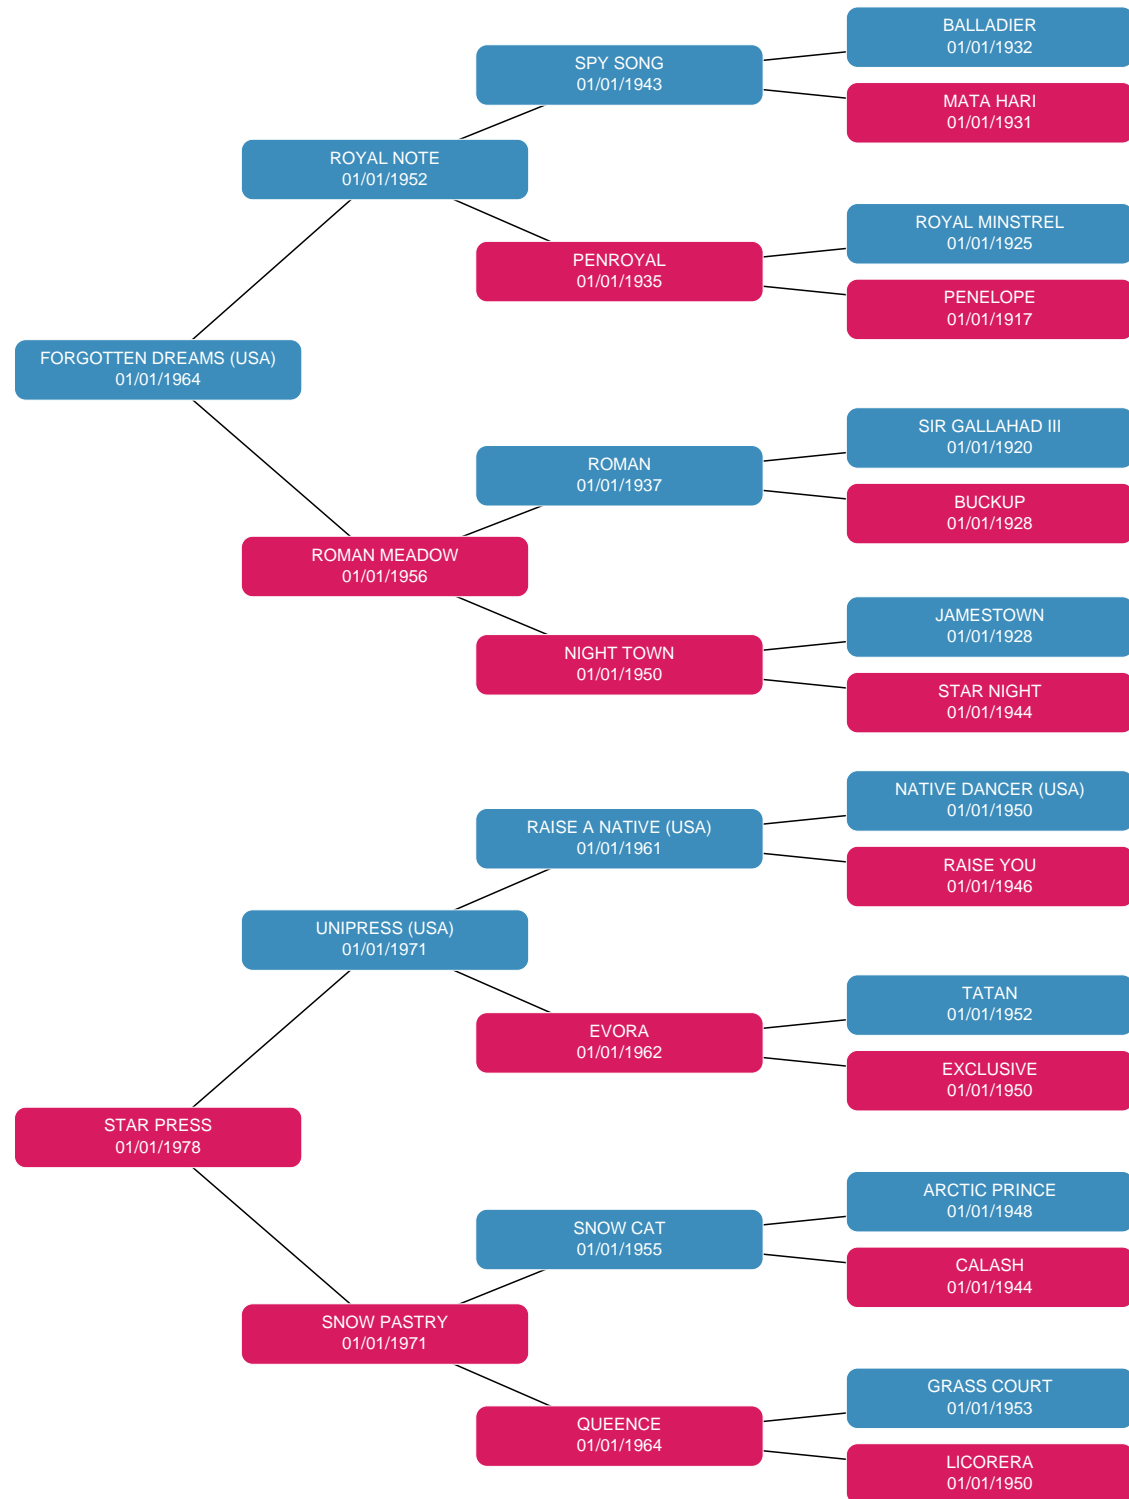 BALLADIER
01/01/1932
SPY SONG
01/01/1943
MATA HARI
01/01/1931
ROYAL NOTE
01/01/1952
ROYAL MINSTREL
01/01/1925
PENROYAL
01/01/1935
PENELOPE
01/01/1917
FORGOTTEN DREAMS (USA)
01/01/1964
SIR GALLAHAD III
01/01/1920
ROMAN
01/01/1937
BUCKUP
01/01/1928
ROMAN MEADOW
01/01/1956
JAMESTOWN
01/01/1928
NIGHT TOWN
01/01/1950
STAR NIGHT
01/01/1944
NATIVE DANCER (USA)
01/01/1950
RAISE A NATIVE (USA)
01/01/1961
RAISE YOU
01/01/1946
UNIPRESS (USA)
01/01/1971
TATAN
01/01/1952
EVORA
01/01/1962
EXCLUSIVE
01/01/1950
STAR PRESS
01/01/1978
ARCTIC PRINCE
01/01/1948
SNOW CAT
01/01/1955
CALASH
01/01/1944
SNOW PASTRY
01/01/1971
GRASS COURT
01/01/1953
QUEENCE
01/01/1964
LICORERA
01/01/1950